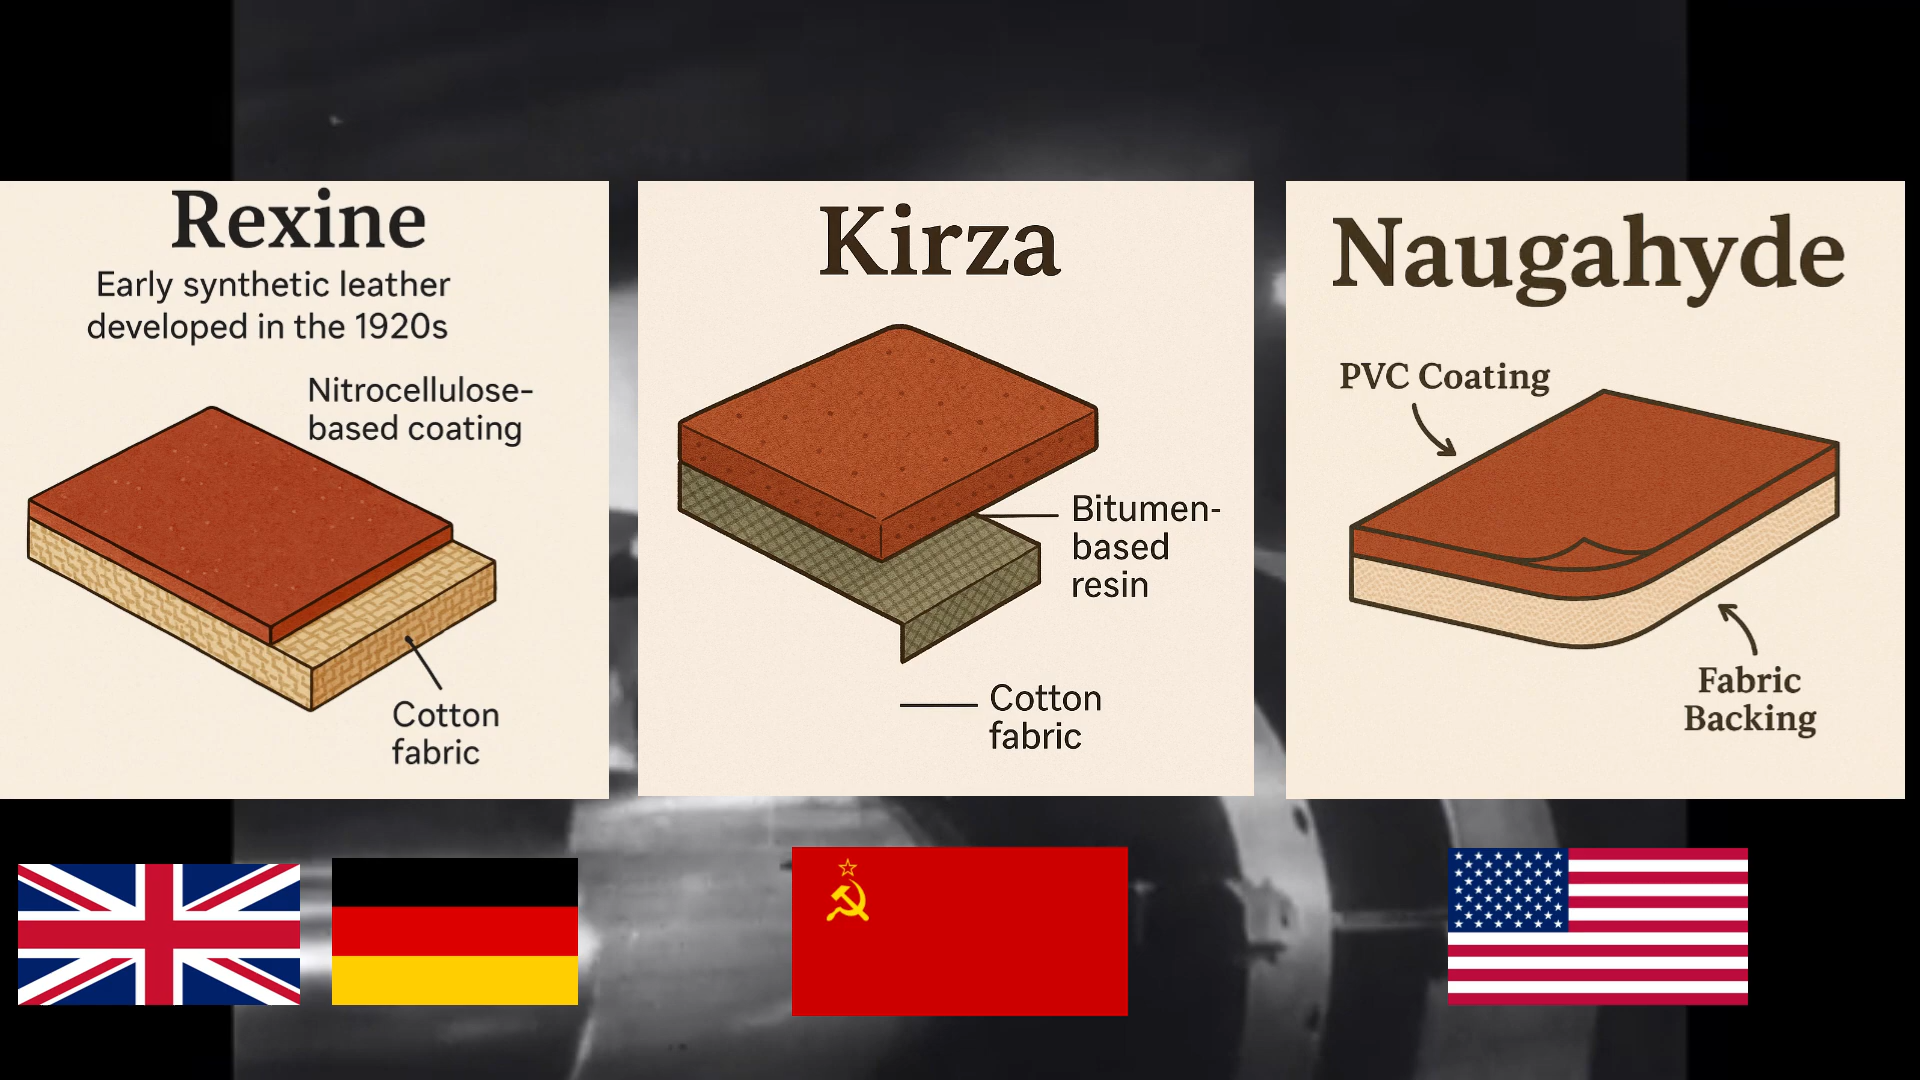 Rexine
Early synthetic leather
developed in the 1920s
Nitrocellulose-
based coating
Cotton
fabric
Kirza
Bitumen-
based
resin
Cotton
fabric
Naugahyde
PVC Coating
Fabric
Backing